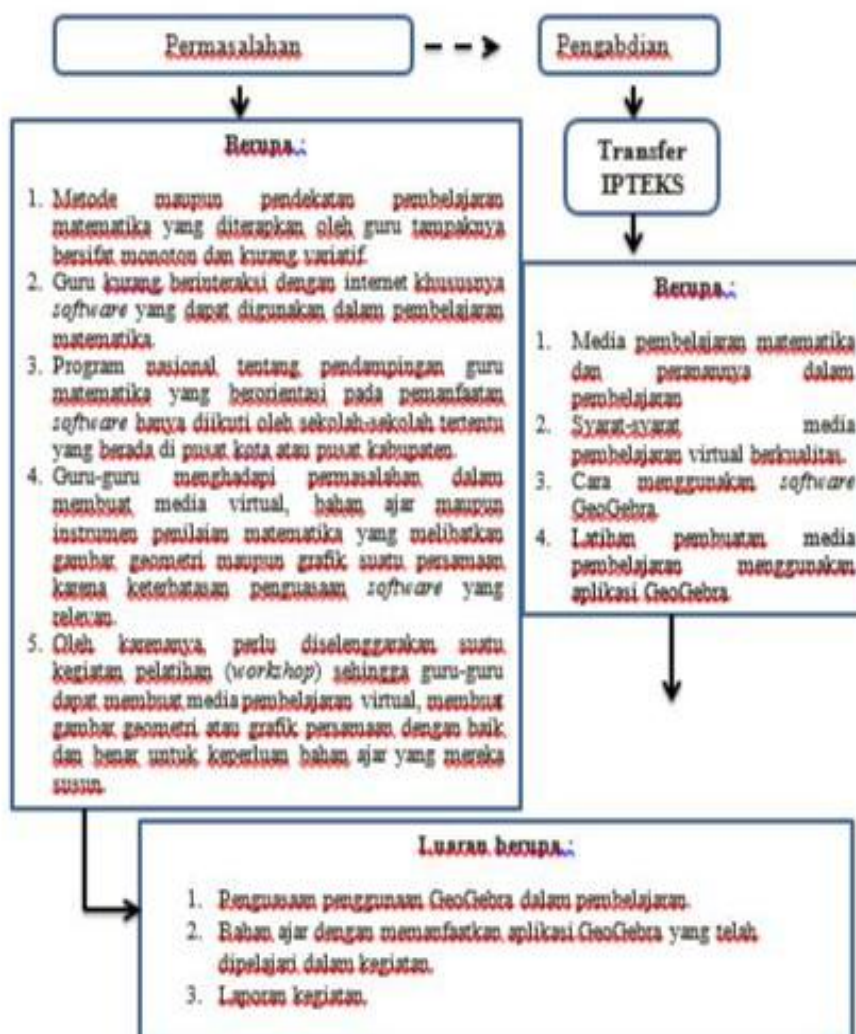 Permasalahan
Pengabdian
Berupa :
1. Metode maupun pendekatan pembelajaran
matematika yang diterapkan oleh guru tampaknya
bersifat monoton dan kurang variatif.
2. Guru kurang berinteraksi dengan internet khususnya
software yang dapat digunakan dalam pembelajaran
matematika.
3. Program nasional tentang pendampingan guru
matematika yang berorientasi pada pemanfaatan
software hanya diikuti oleh sekolah-sekolah tertentu
yang berada di pusat kota atau pusat kabupaten.
4. Guru-guru menghadapi permasalahan dalam
membuat media virtual, bahan ajar maupun
instrumen penilaian matematika yang melibatkan
gambar geometri maupun grafik suatu persamaan
karena keterbatasan penguasaan software yang
relevan.
5. Oleh karenanya perlu diselenggarakan suatu
kegiatan pelatihan (workshop) sehingga guru-guru
dapat membuat media pembelajaran virtual, membuat
gambar geometri atau grafik persamaan dengan baik
dan benar untuk keperluan bahan ajar yang mereka
susun.
Transfer
IPTEKS
Berupa :
1. Media pembelajaran matematika
dan peranannya dalam
pembelajaran
2. Syarat-syarat media
pembelajaran virtual berkualitas.
3. Cara menggunakan software
GeoGebra
4. Latihan pembuatan media
pembelajaran menggunakan
aplikasi GeoGebra
Luaran berupa :
1. Penguasaan penggunaan GeoGebra dalam pembelajaran.
2. Bahan ajar dengan memanfaatkan aplikasi GeoGebra yang telah
dipelajari dalam kegiatan.
3. Laporan kegiatan.